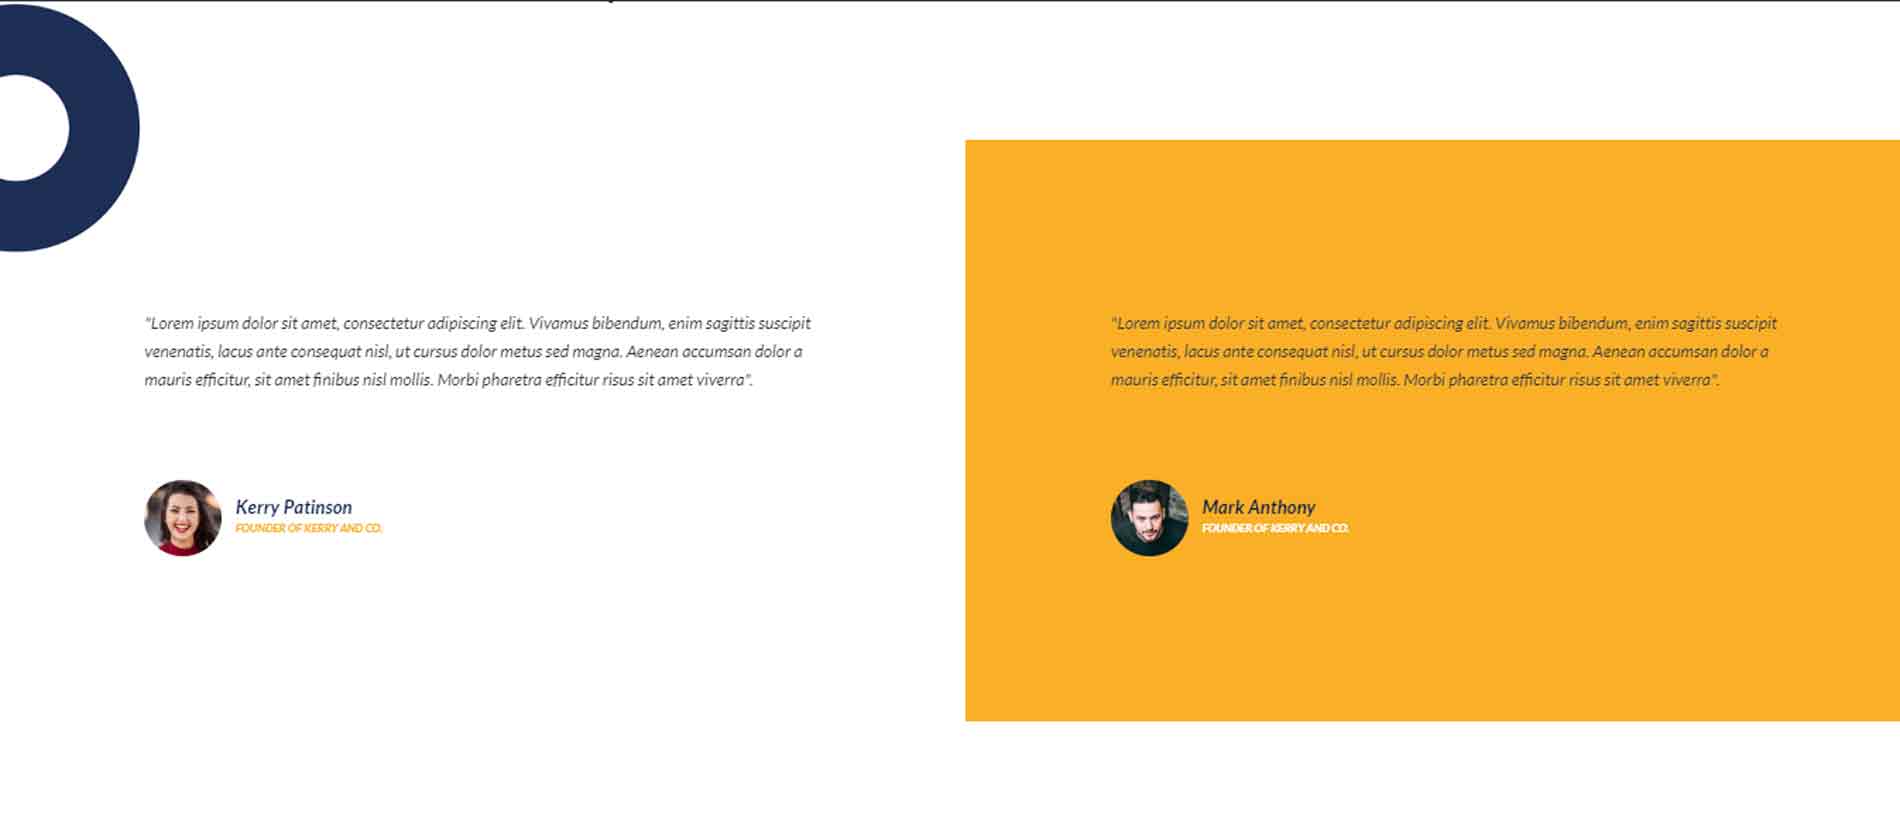 "Lorem ipsum dolor sit amet, consectetur adipiscing elit. Vivamus bibendum, enim sagittis suscipit
venenatis, lacus ante consequat nisl, ut cursus dolor metus sed magna. Aenean accumsan dolor a
mauris efficitur, sit amet finibus nisl mollis. Morbi pharetra efficitur risus sit amet viverra".
Kerry Patinson
FOUNDER OF KERRY AND CO.
"Lorem ipsum dolor sit amet, consectetur adipiscing elit. Vivamus bibendum, enim sagittis suscipit
venenatis, lacus ante consequat nisl, ut cursus dolor metus sed magna. Aenean accumsan dolor a
mauris efficitur, sit amet finibus nisl mollis. Morbi pharetra efficitur risus sit amet viverra".
Mark Anthony
FOUNDER OF KERRY AND CO.